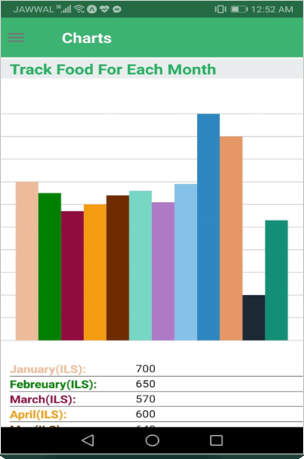 JAWWAL 12:52 AM
Charts
Track Food For Each Month
January(ILS): 700
Febreuary(ILS): 650
March(ILS): 570
April(ILS): 600